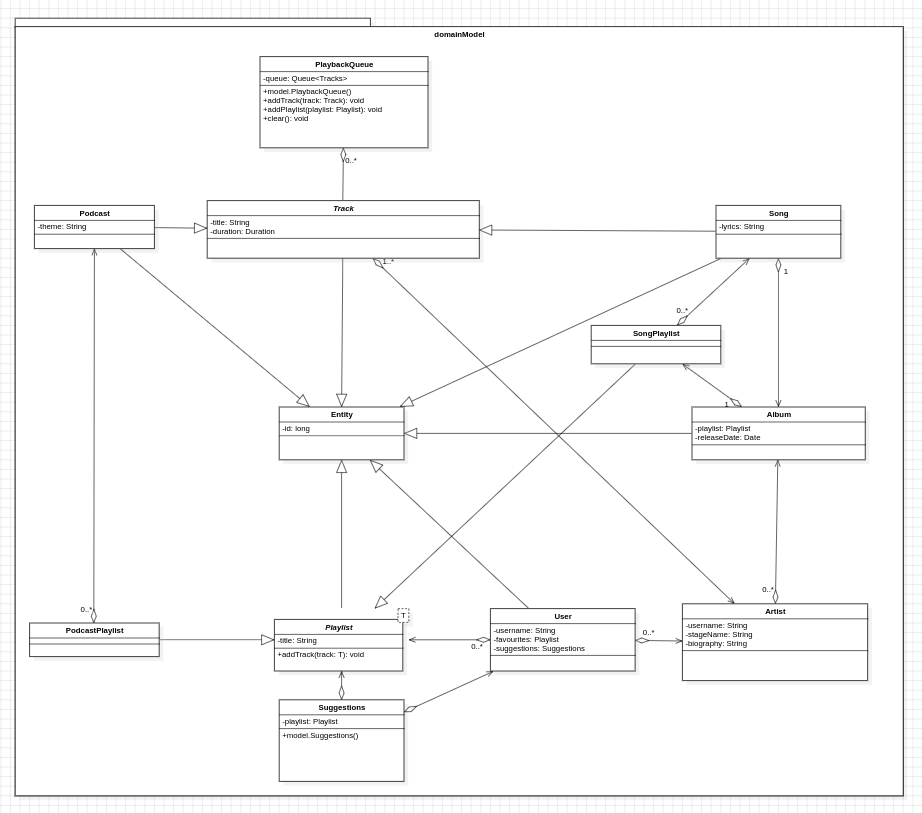 domainModel
PlaybackQueue
-queue: Queue<Tracks>
+model.PlaybackQueue()
+addTrack(track: Track): void
+addPlaylist(playlist: Playlist): void
+clear(): void
0..*
Podcast
-theme: String
Track
-title: String
-duration: Duration
1..*
Song
-lyrics: String
1
0..*
SongPlaylist
Entity
-id: long
1
Album
-playlist: Playlist
-releaseDate: Date
0..*
PodcastPlaylist
T
Playlist
-title: String
+addTrack(track: T): void
User
-username: String
-favourites: Playlist
-suggestions: Suggestions
0..*
0..*
0..*
Artist
-username: String
-stageName: String
-biography: String
Suggestions
-playlist: Playlist
+model.Suggestions()